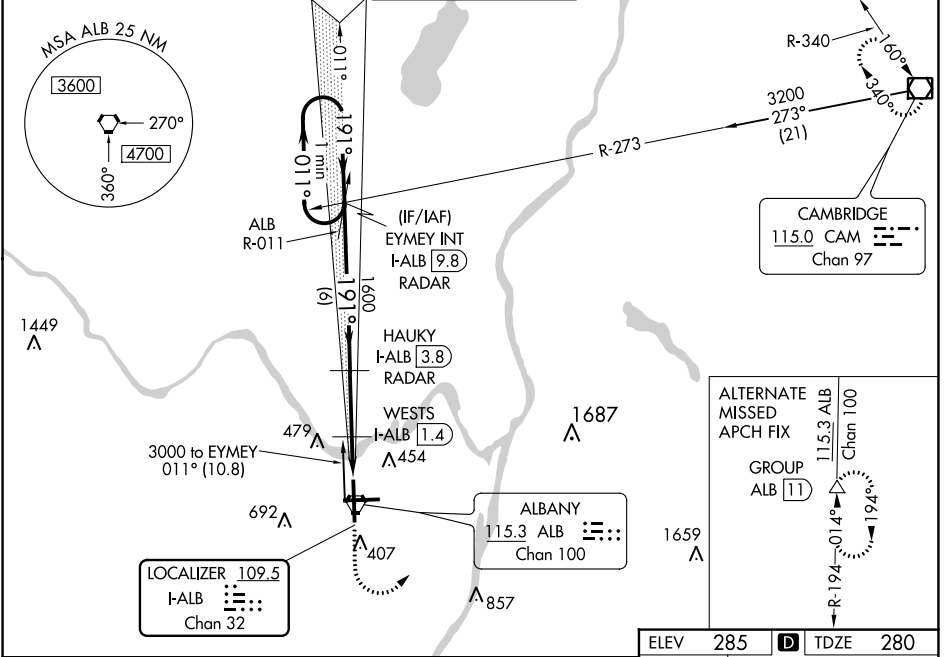 MSA ALB 25 NM
3600
270°
4700
360°
011°
191°
1 min
011°
ALB
R-011
(IF/IAF)
EYMEY INT
I-ALB 9.8
RADAR
R-340
160°
340°
3200
273°
(21)
R-273
CAMBRIDGE
115.0 CAM
Chan 97
1600
191°
(6)
1449
HAUKY
I-ALB 3.8
RADAR
WESTS
I-ALB 1.4
479
454
1687
3000 to EYMEY
011° (10.8)
692
407
ALBANY
115.3 ALB
Chan 100
1659
857
LOCALIZER 109.5
I-ALB
Chan 32
ALTERNATE
MISSED
APCH FIX
115.3 ALB
Chan 100
GROUP
ALB 11
014°
194°
R-194
ELEV 285 D TDZE 280